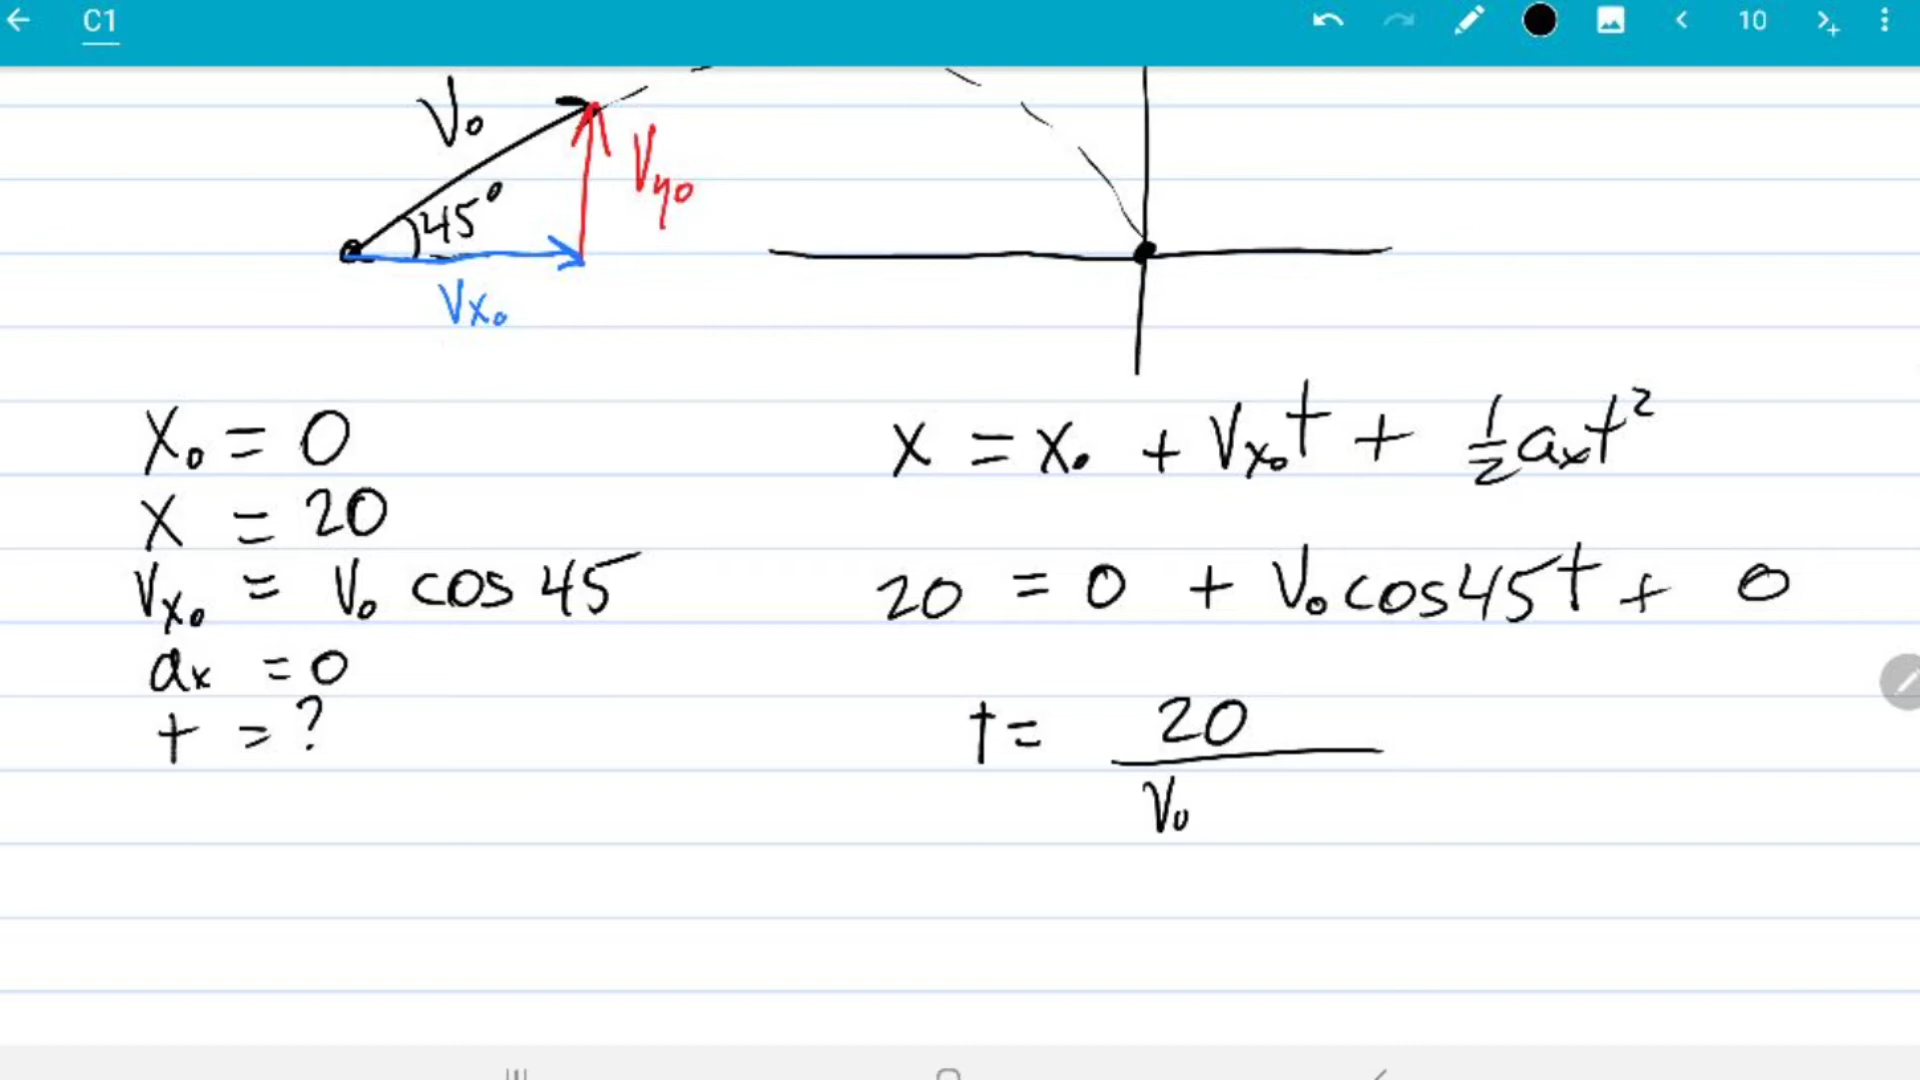 C1
10
V₀
45°
Vy₀
Vx₀
x₀ = 0
x = x₀ + Vx₀t + ½aₓt²
x = 20
Vx₀ = V₀ cos 45
20 = 0 + V₀cos45t + 0
aₓ = 0
t = ?
t = 20
V₀